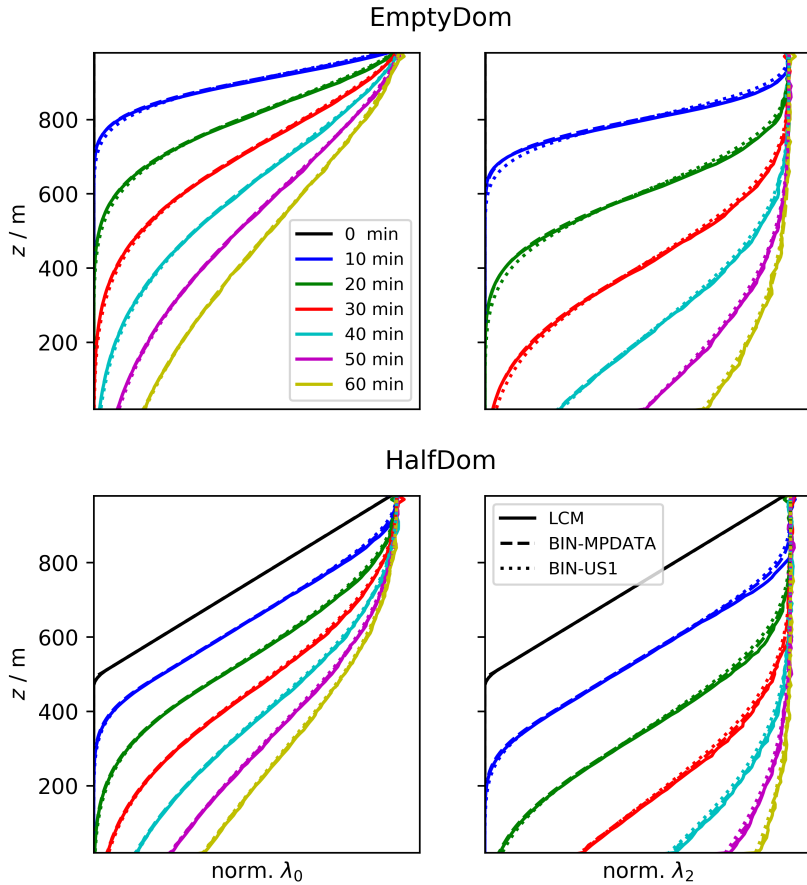 EmptyDom
z / m
800
600
400
200
0 min
10 min
20 min
30 min
40 min
50 min
60 min
HalfDom
z / m
800
600
400
200
LCM
BIN-MPDATA
BIN-US1
norm. λ₀
norm. λ₂